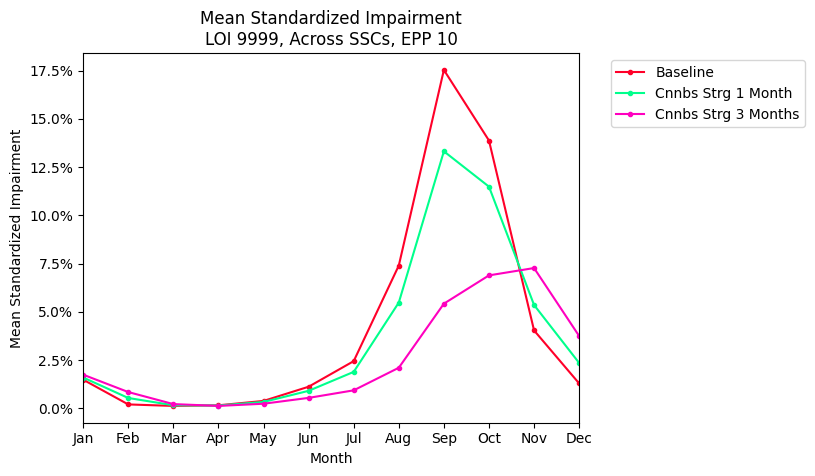 Mean Standardized Impairment
LOI 9999, Across SSCs, EPP 10
Mean Standardized Impairment
17.5%
15.0%
12.5%
10.0%
7.5%
5.0%
2.5%
0.0%
Jan Feb Mar Apr May Jun Jul Aug Sep Oct Nov Dec
Month
Baseline
Cnnbs Strg 1 Month
Cnnbs Strg 3 Months